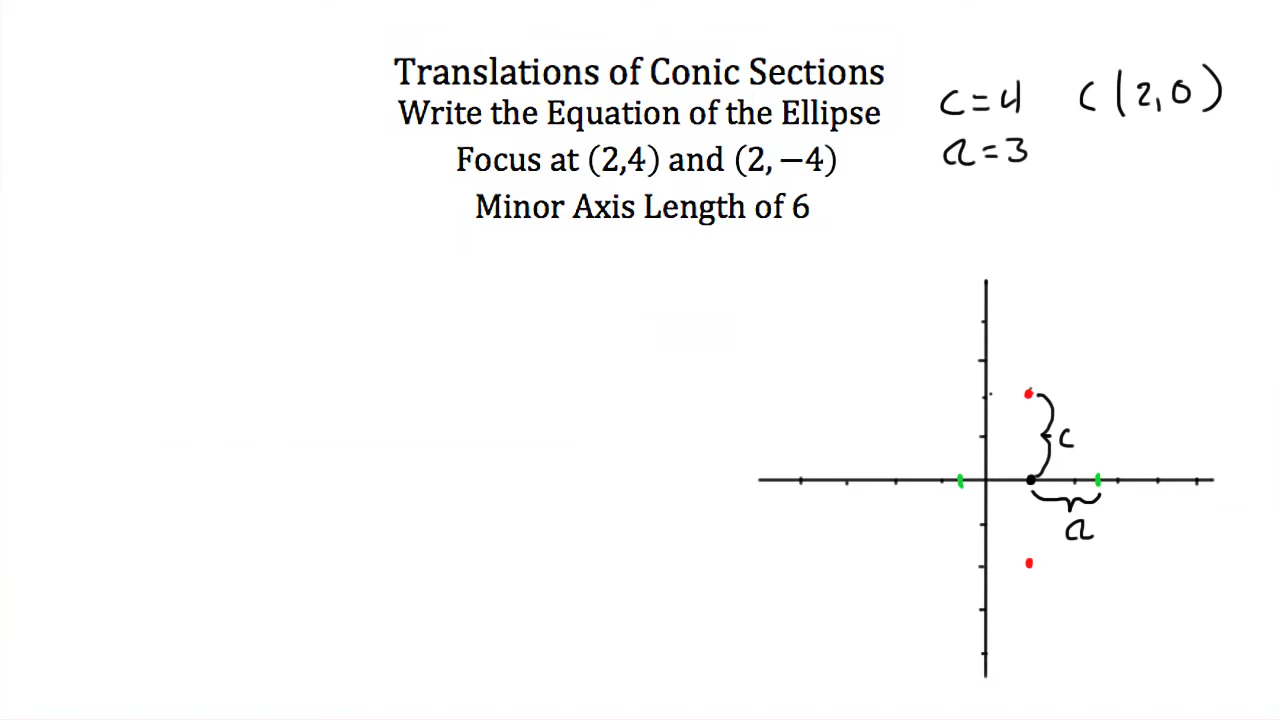 Translations of Conic Sections
Write the Equation of the Ellipse
Focus at (2,4) and (2, −4)
Minor Axis Length of 6
c=4 C(2,0)
a=3
c
a